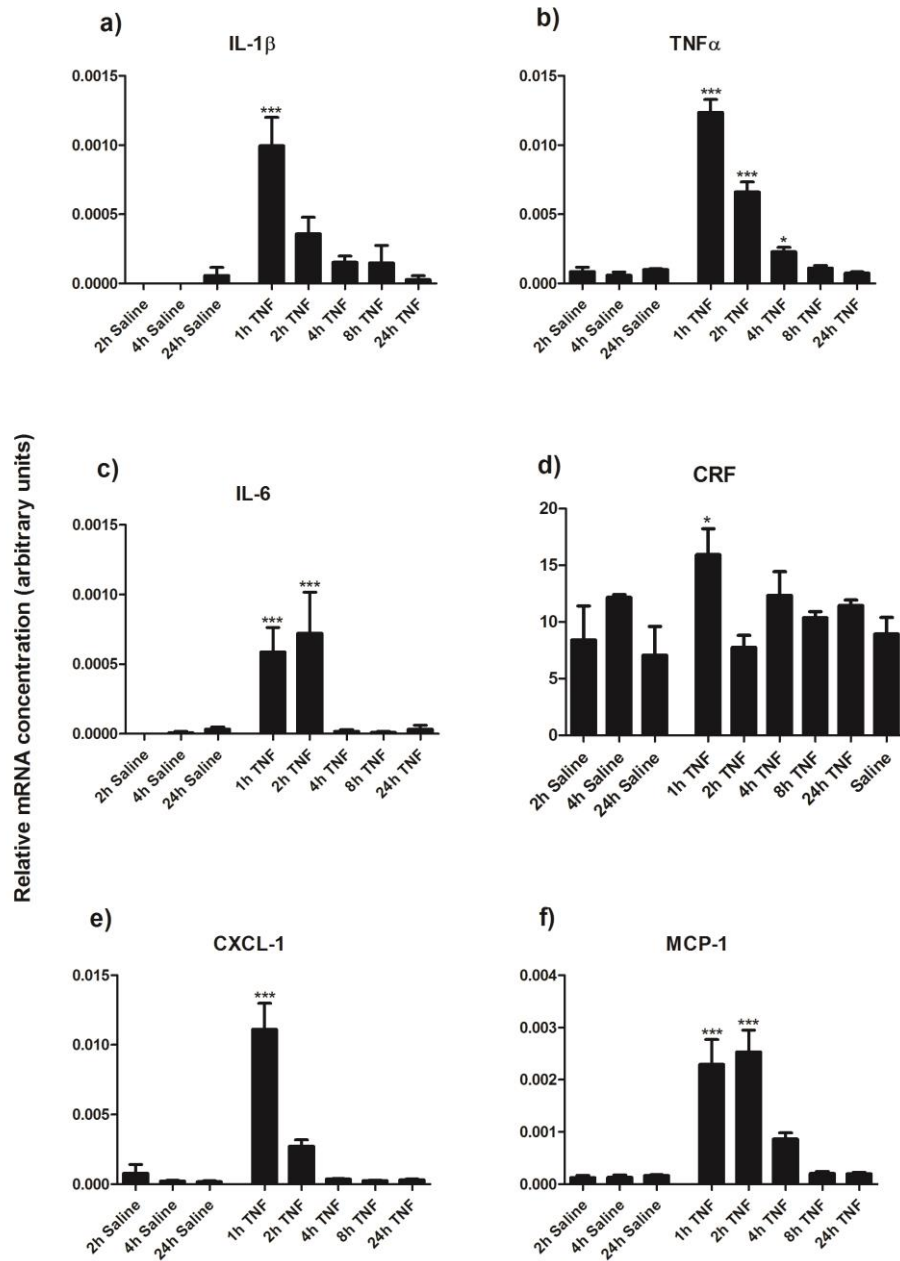 Relative mRNA concentration (arbitrary units)
a)
IL-1β
0.0015
0.0010
0.0005
0.0000
***
2h Saline
4h Saline
24h Saline
1h TNF
2h TNF
4h TNF
8h TNF
24h TNF
b)
TNFα
0.015
0.010
0.005
0.000
***
***
*
2h Saline
4h Saline
24h Saline
1h TNF
2h TNF
4h TNF
8h TNF
24h TNF
c)
IL-6
0.0015
0.0010
0.0005
0.0000
***
***
2h Saline
4h Saline
24h Saline
1h TNF
2h TNF
4h TNF
8h TNF
24h TNF
d)
CRF
20
15
10
5
0
*
2h Saline
4h Saline
24h Saline
1h TNF
2h TNF
4h TNF
8h TNF
24h TNF
Saline
e)
CXCL-1
0.015
0.010
0.005
0.000
***
2h Saline
4h Saline
24h Saline
1h TNF
2h TNF
4h TNF
8h TNF
24h TNF
f)
MCP-1
0.004
0.003
0.002
0.001
0.000
***
***
2h Saline
4h Saline
24h Saline
1h TNF
2h TNF
4h TNF
8h TNF
24h TNF